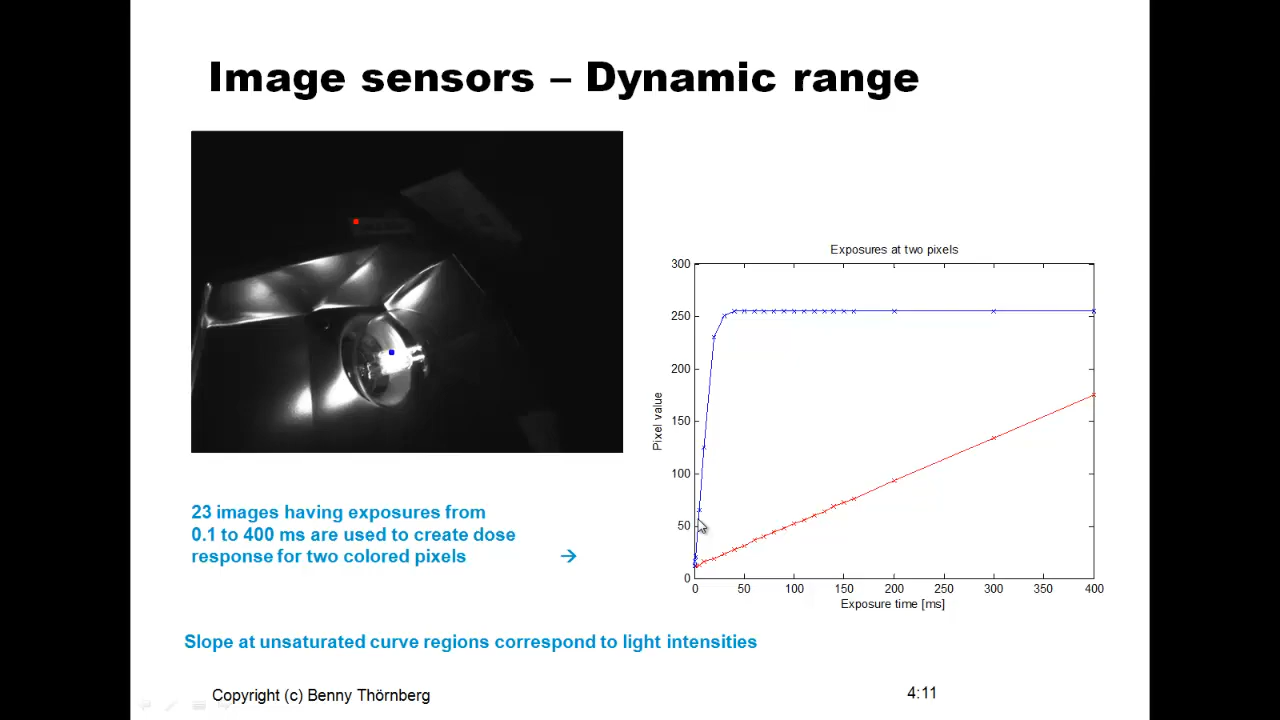 Image sensors – Dynamic range
Exposures at two pixels
300
250
200
150
100
50
0
Pixel value
0 50 100 150 200 250 300 350 400
Exposure time [ms]
23 images having exposures from
0.1 to 400 ms are used to create dose
response for two colored pixels →
Slope at unsaturated curve regions correspond to light intensities
Copyright (c) Benny Thörnberg
4:11